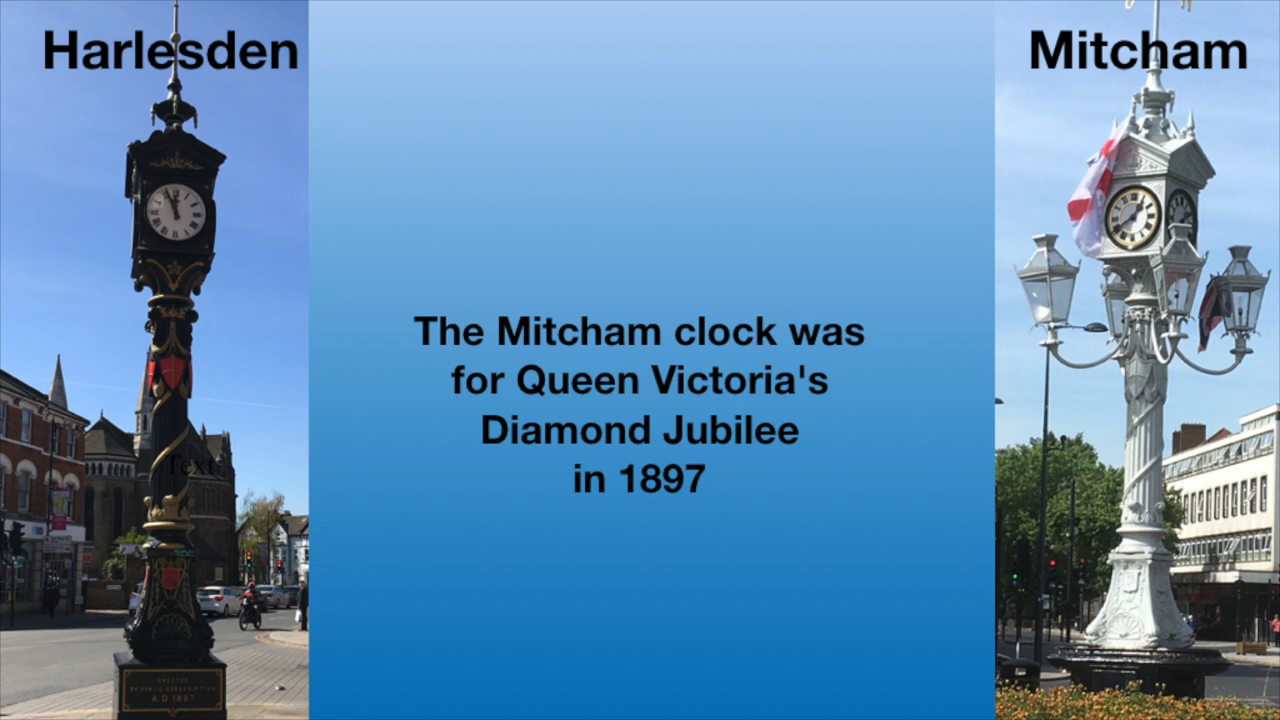 Harlesden
Mitcham
The Mitcham clock was
for Queen Victoria's
Diamond Jubilee
in 1897
Text
ERECTED
BY PUBLIC SUBSCRIPTION
A.D 1887